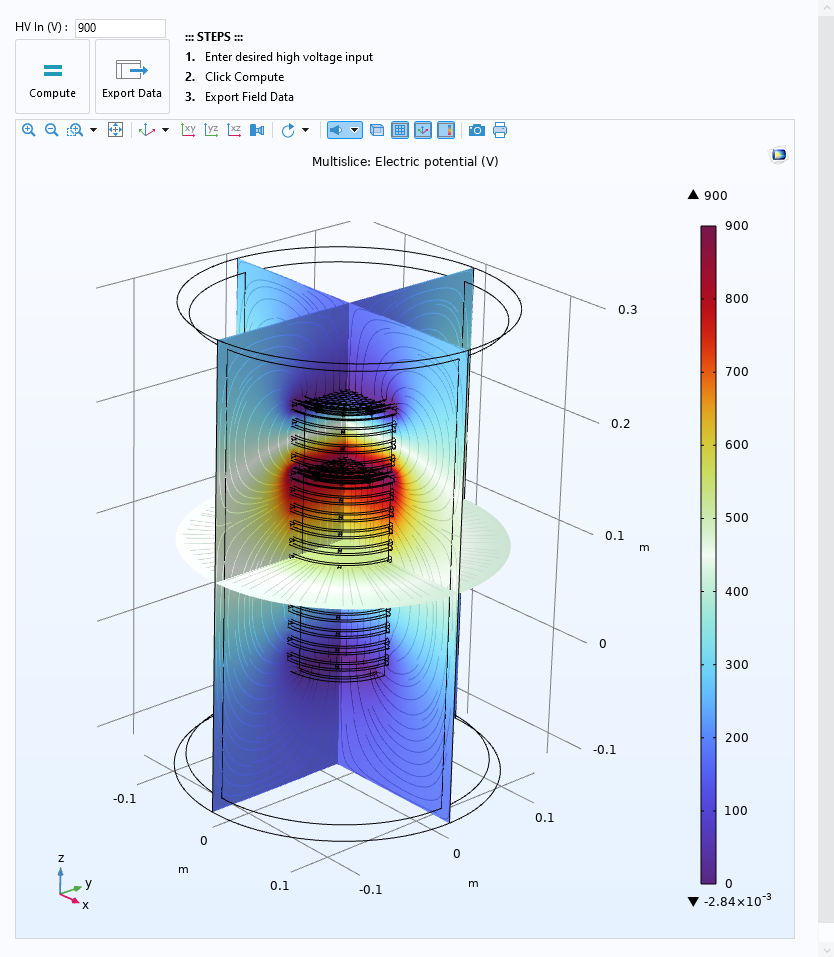 HV In (V) : 900
::: STEPS :::
1. Enter desired high voltage input
2. Click Compute
3. Export Field Data
Compute
Export Data
xy yz xz
Multislice: Electric potential (V)
▲ 900
900
800
700
600
500
400
300
200
100
0
▼ -2.84×10⁻³
0.3
0.2
0.1
m
0
-0.1
-0.1
0
m
0.1
0.1
0
m
-0.1
z
y
x